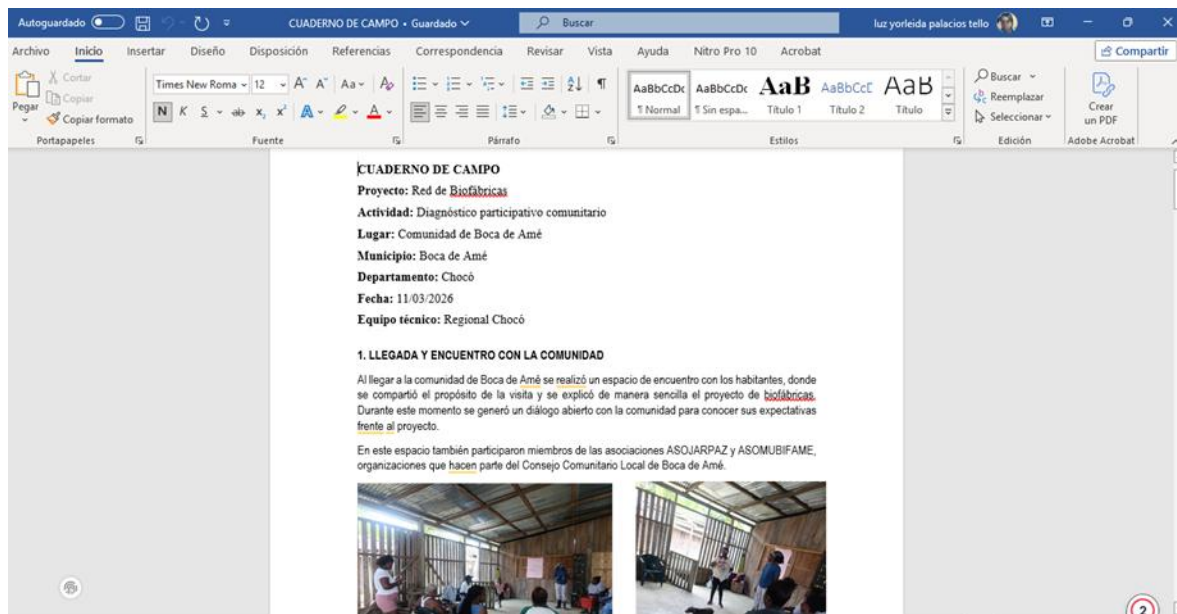 Autoguardado
CUADERNO DE CAMPO • Guardado
Buscar
luz yorleida palacios tello
Archivo Inicio Insertar Diseño Disposición Referencias Correspondencia Revisar Vista Ayuda Nitro Pro 10 Acrobat
Compartir
Pegar
Cortar
Copiar
Copiar formato
Portapapeles
Times New Roma 12
N K S ab x₂ x² A A
Fuente
Párrafo
AaBbCcDc AaBbCcDc AaB AaBbCcE AaB
¶ Normal ¶ Sin espa... Título 1 Título 2 Título
Estilos
Buscar
Reemplazar
Seleccionar
Edición
Crear
un PDF
Adobe Acrobat
CUADERNO DE CAMPO
Proyecto: Red de Biofábricas
Actividad: Diagnóstico participativo comunitario
Lugar: Comunidad de Boca de Amé
Municipio: Boca de Amé
Departamento: Chocó
Fecha: 11/03/2026
Equipo técnico: Regional Chocó
1. LLEGADA Y ENCUENTRO CON LA COMUNIDAD
Al llegar a la comunidad de Boca de Amé se realizó un espacio de encuentro con los habitantes, donde
se compartió el propósito de la visita y se explicó de manera sencilla el proyecto de biofábricas.
Durante este momento se generó un diálogo abierto con la comunidad para conocer sus expectativas
frente al proyecto.
En este espacio también participaron miembros de las asociaciones ASOJARPAZ y ASOMUBIFAME,
organizaciones que hacen parte del Consejo Comunitario Local de Boca de Amé.
2